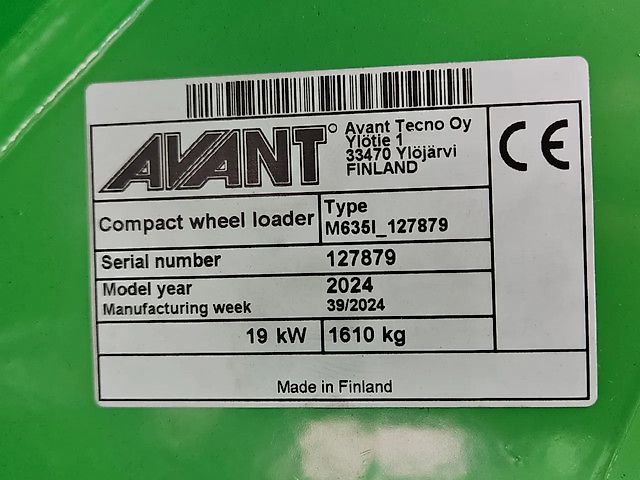 AVANT
Avant Tecno Oy
Ylötie 1
33470 Ylöjärvi
FINLAND
CE
Compact wheel loader
Type
M635I_127879
Serial number 127879
Model year 2024
Manufacturing week 39/2024
19 kW 1610 kg
Made in Finland